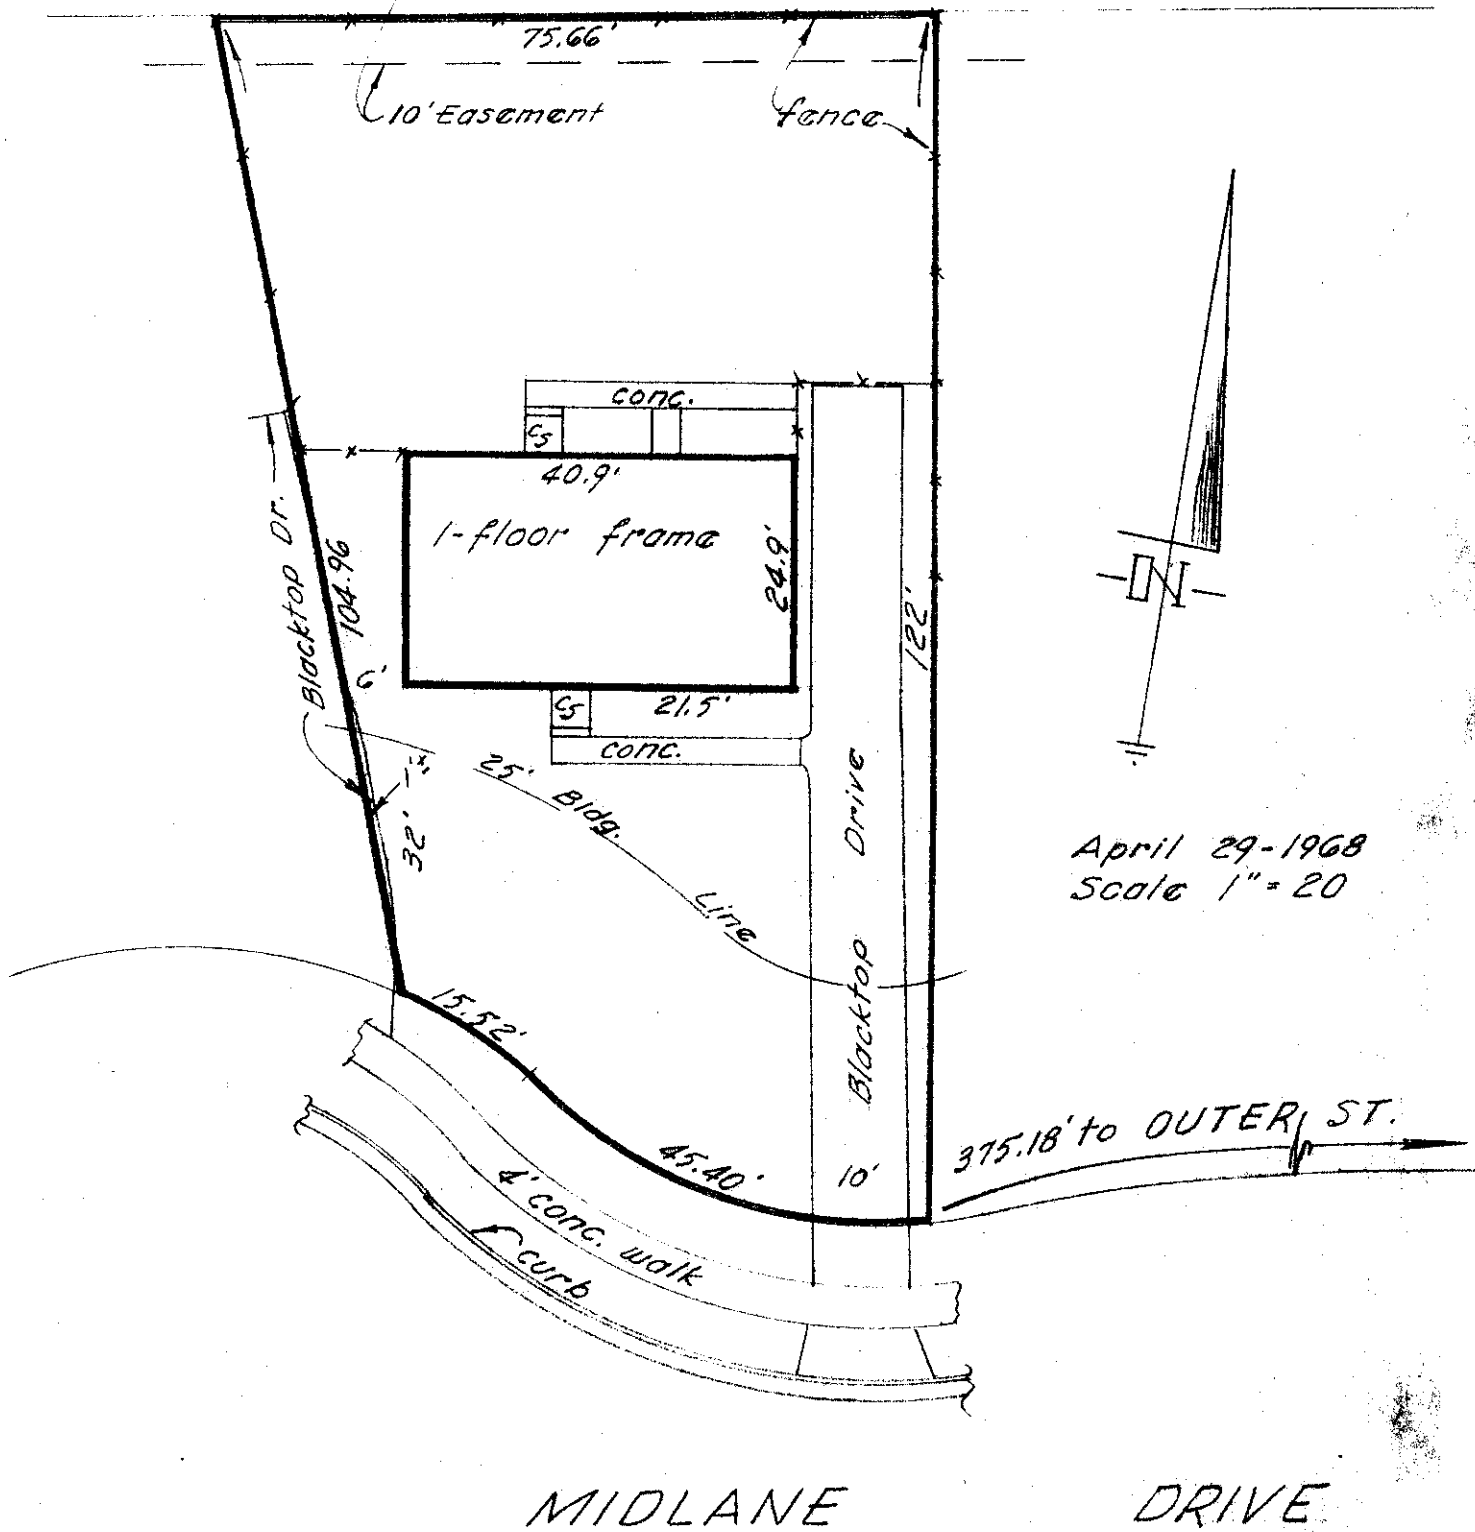 75.66'
10' Easement
fence
conc.
cs
40.9'
1-floor frame
24.9'
Blacktop Dr.
104.96
122'
N
6'
cs
21.5'
conc.
25' Bldg. Line
32'
Blacktop Drive
April 29-1968
Scale 1" = 20
15.52'
45.40'
10'
375.18' to OUTER ST.
4' conc. walk
curb
MIDLANE DRIVE